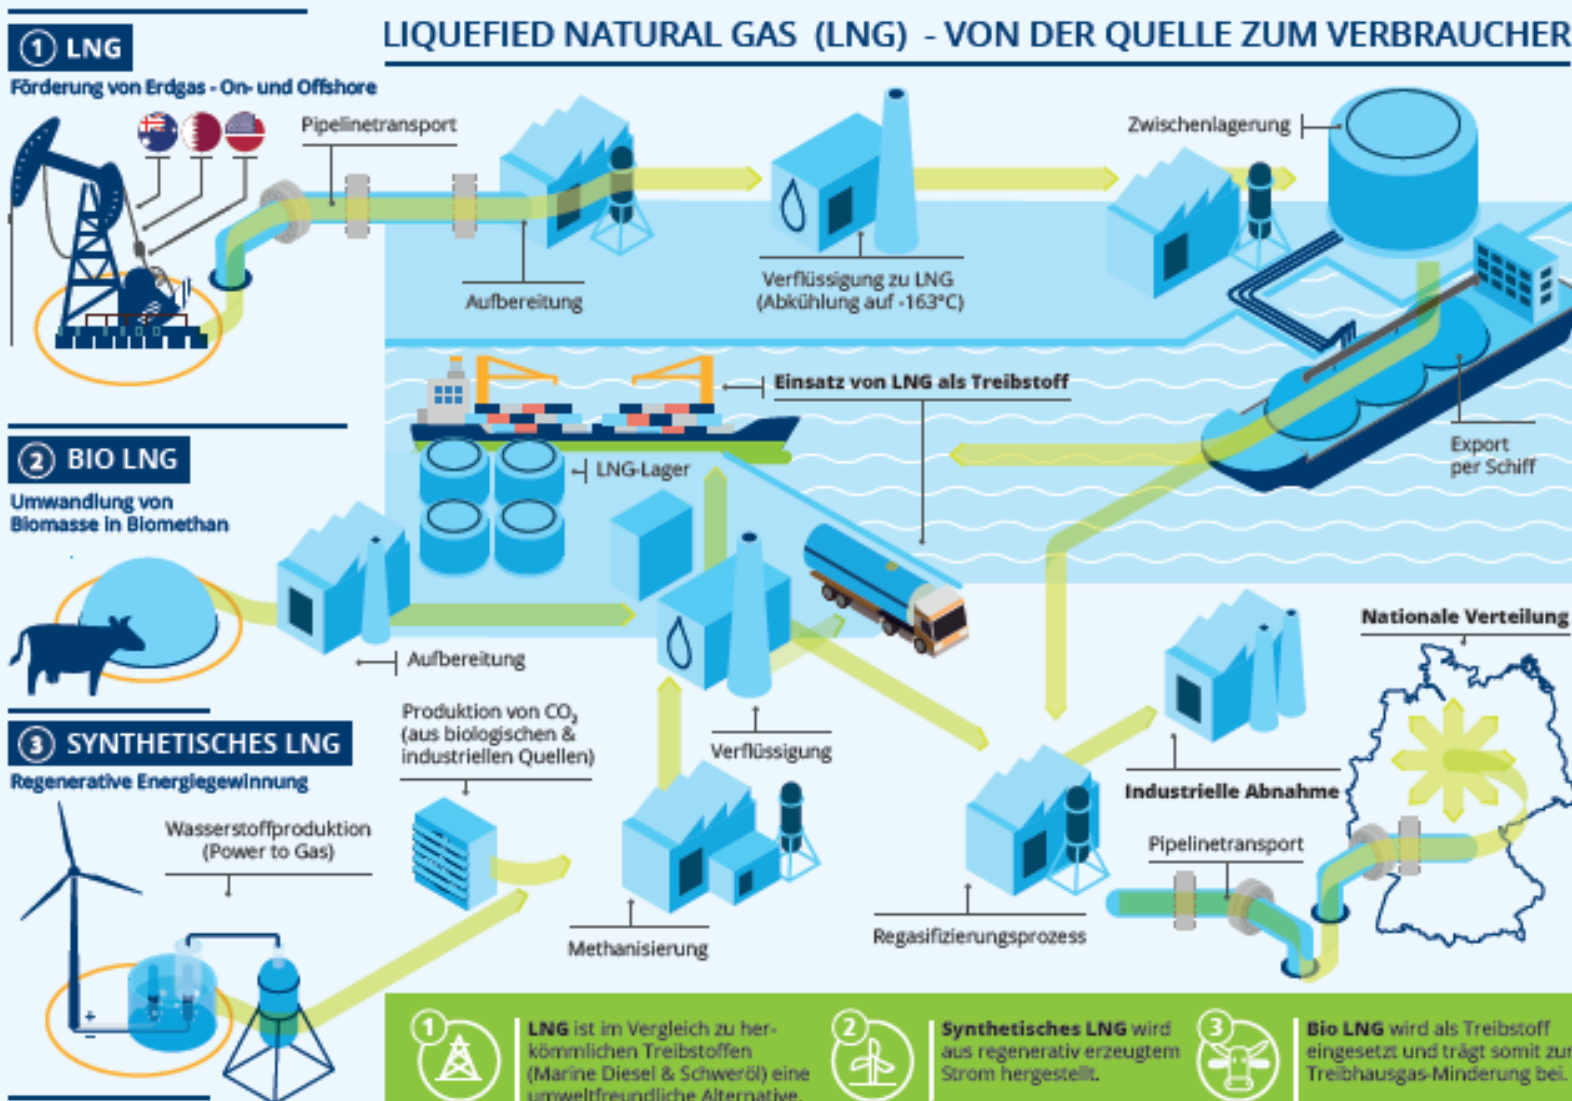 LIQUEFIED NATURAL GAS (LNG) - VON DER QUELLE ZUM VERBRAUCHER
1 LNG
Förderung von Erdgas - On- und Offshore
Pipelinetransport
Aufbereitung
Verflüssigung zu LNG
(Abkühlung auf -163°C)
Zwischenlagerung
Export
per Schiff
Einsatz von LNG als Treibstoff
LNG-Lager
2 BIO LNG
Umwandlung von
Biomasse in Biomethan
Aufbereitung
Verflüssigung
3 SYNTHETISCHES LNG
Regenerative Energiegewinnung
Wasserstoffproduktion
(Power to Gas)
+
−
Produktion von CO₂
(aus biologischen &
industriellen Quellen)
Methanisierung
Regasifizierungsprozess
Industrielle Abnahme
Pipelinetransport
Nationale Verteilung
1
LNG ist im Vergleich zu her-
kömmlichen Treibstoffen
(Marine Diesel & Schweröl) eine
umweltfreundliche Alternative.
2
Synthetisches LNG wird
aus regenerativ erzeugtem
Strom hergestellt.
3
Bio LNG wird als Treibstoff
eingesetzt und trägt somit zur
Treibhausgas-Minderung bei.